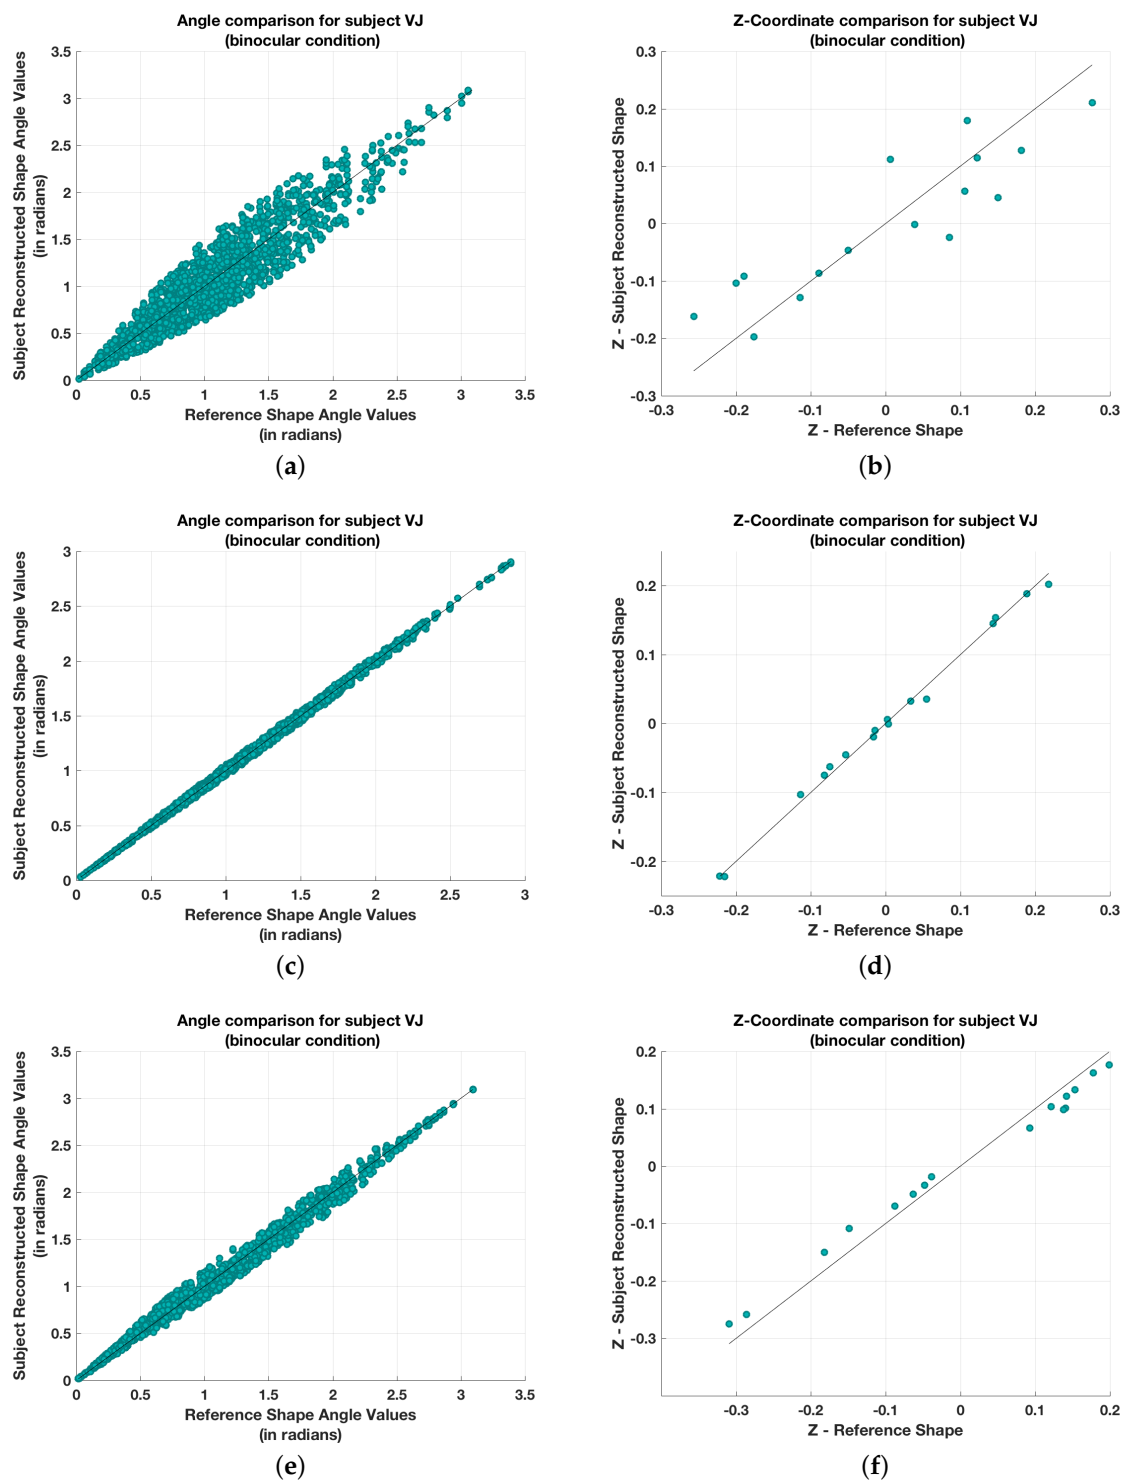 Angle comparison for subject VJ
(binocular condition)
Subject Reconstructed Shape Angle Values
(in radians)
3.5
3
2.5
2
1.5
1
0.5
0
0 0.5 1 1.5 2 2.5 3 3.5
Reference Shape Angle Values
(in radians)
(a)
Z-Coordinate comparison for subject VJ
(binocular condition)
Z - Subject Reconstructed Shape
0.3
0.2
0.1
0
-0.1
-0.2
-0.3
-0.3 -0.2 -0.1 0 0.1 0.2 0.3
Z - Reference Shape
(b)
Angle comparison for subject VJ
(binocular condition)
Subject Reconstructed Shape Angle Values
(in radians)
3
2.5
2
1.5
1
0.5
0
0 0.5 1 1.5 2 2.5 3
Reference Shape Angle Values
(in radians)
(c)
Z-Coordinate comparison for subject VJ
(binocular condition)
Z - Subject Reconstructed Shape
0.2
0.1
0
-0.1
-0.2
-0.3 -0.2 -0.1 0 0.1 0.2 0.3
Z - Reference Shape
(d)
Angle comparison for subject VJ
(binocular condition)
Subject Reconstructed Shape Angle Values
(in radians)
3.5
3
2.5
2
1.5
1
0.5
0
0 0.5 1 1.5 2 2.5 3 3.5
Reference Shape Angle Values
(in radians)
(e)
Z-Coordinate comparison for subject VJ
(binocular condition)
Z - Subject Reconstructed Shape
0.2
0.1
0
-0.1
-0.2
-0.3
-0.3 -0.2 -0.1 0 0.1 0.2
Z - Reference Shape
(f)